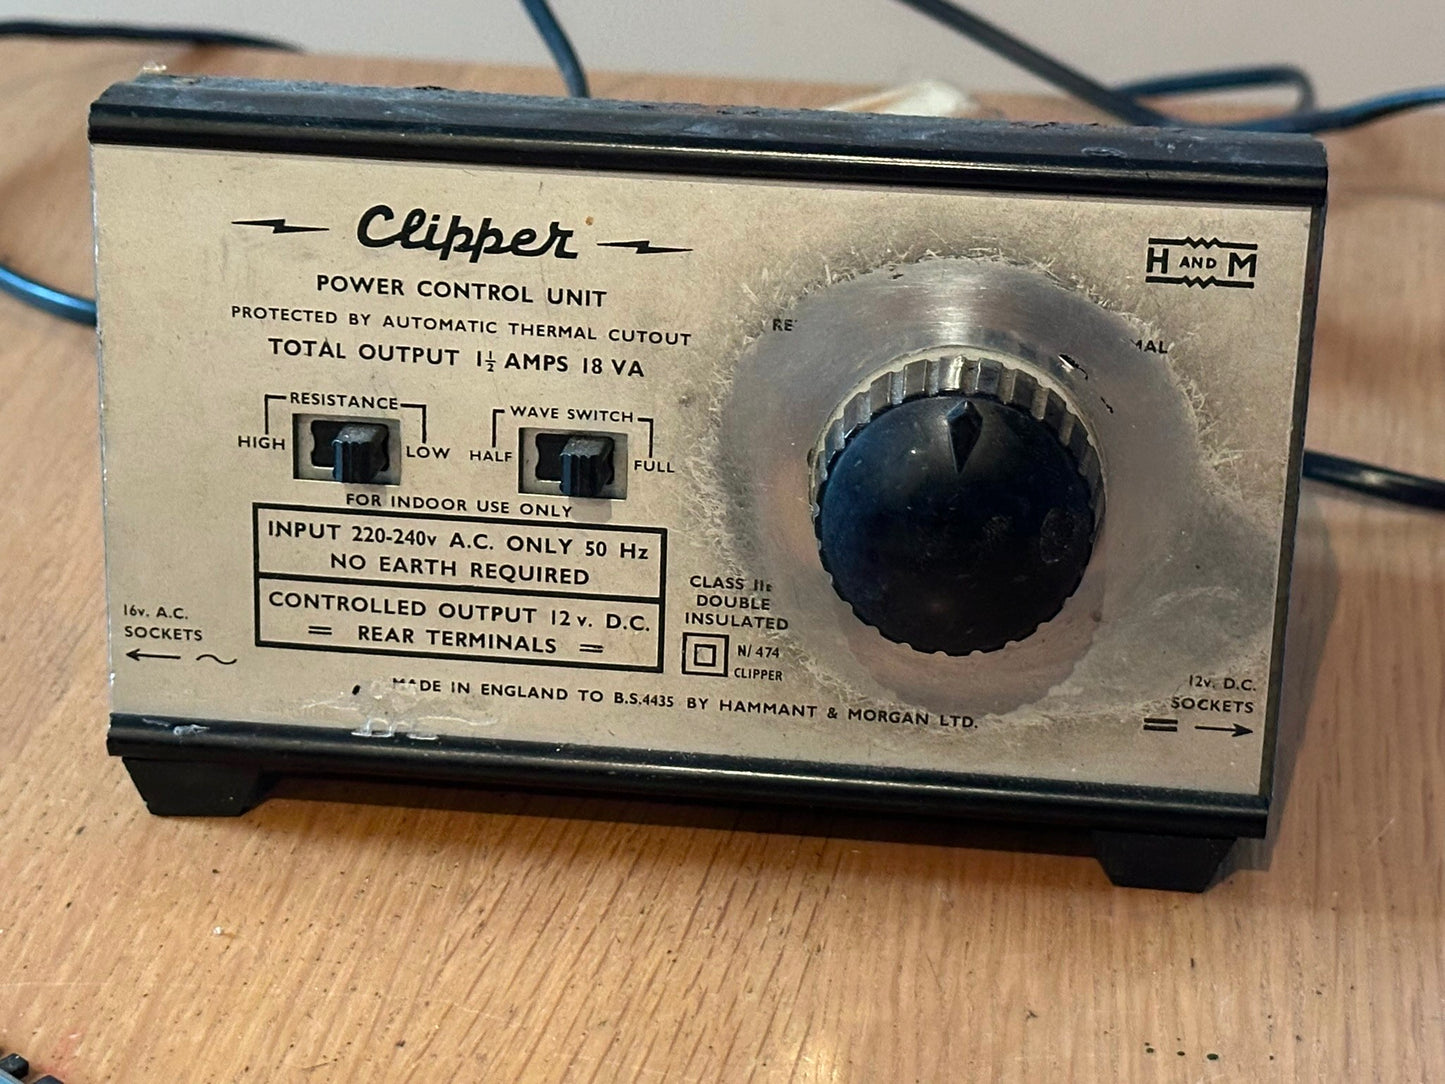 Clipper
H AND M
POWER CONTROL UNIT
PROTECTED BY AUTOMATIC THERMAL CUTOUT
TOTAL OUTPUT 1½ AMPS 18 VA
RESISTANCE
HIGH LOW
WAVE SWITCH
HALF FULL
FOR INDOOR USE ONLY
INPUT 220-240v A.C. ONLY 50 Hz
NO EARTH REQUIRED
CONTROLLED OUTPUT 12v. D.C.
= REAR TERMINALS =
CLASS II
DOUBLE
INSULATED
N/474
CLIPPER
16v. A.C.
SOCKETS
12v. D.C.
SOCKETS
MADE IN ENGLAND TO B.S.4435 BY HAMMANT & MORGAN LTD.